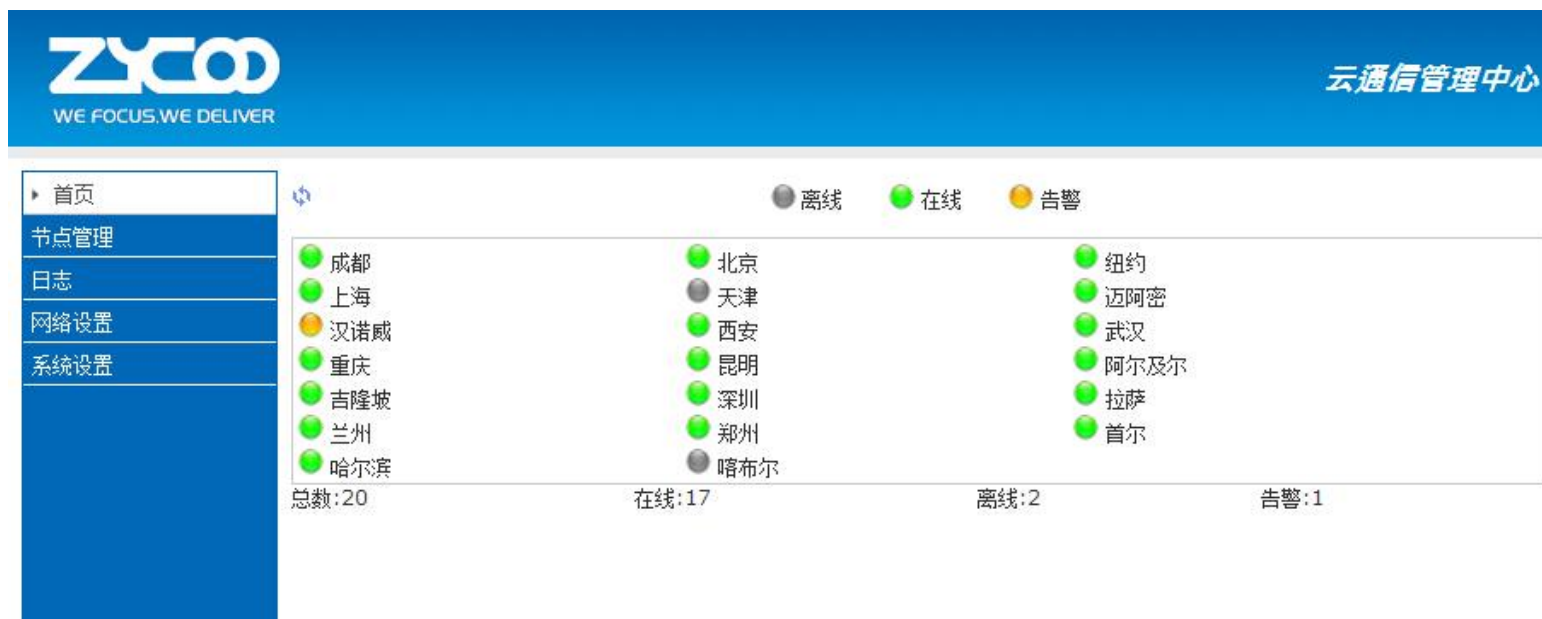 ZYCOO
WE FOCUS.WE DELIVER
云通信管理中心
首页
节点管理
日志
网络设置
系统设置
离线 在线 告警
成都 北京 纽约
上海 天津 迈阿密
汉诺威 西安 武汉
重庆 昆明 阿尔及尔
吉隆坡 深圳 拉萨
兰州 郑州 首尔
哈尔滨 喀布尔
总数:20 在线:17 离线:2 告警:1